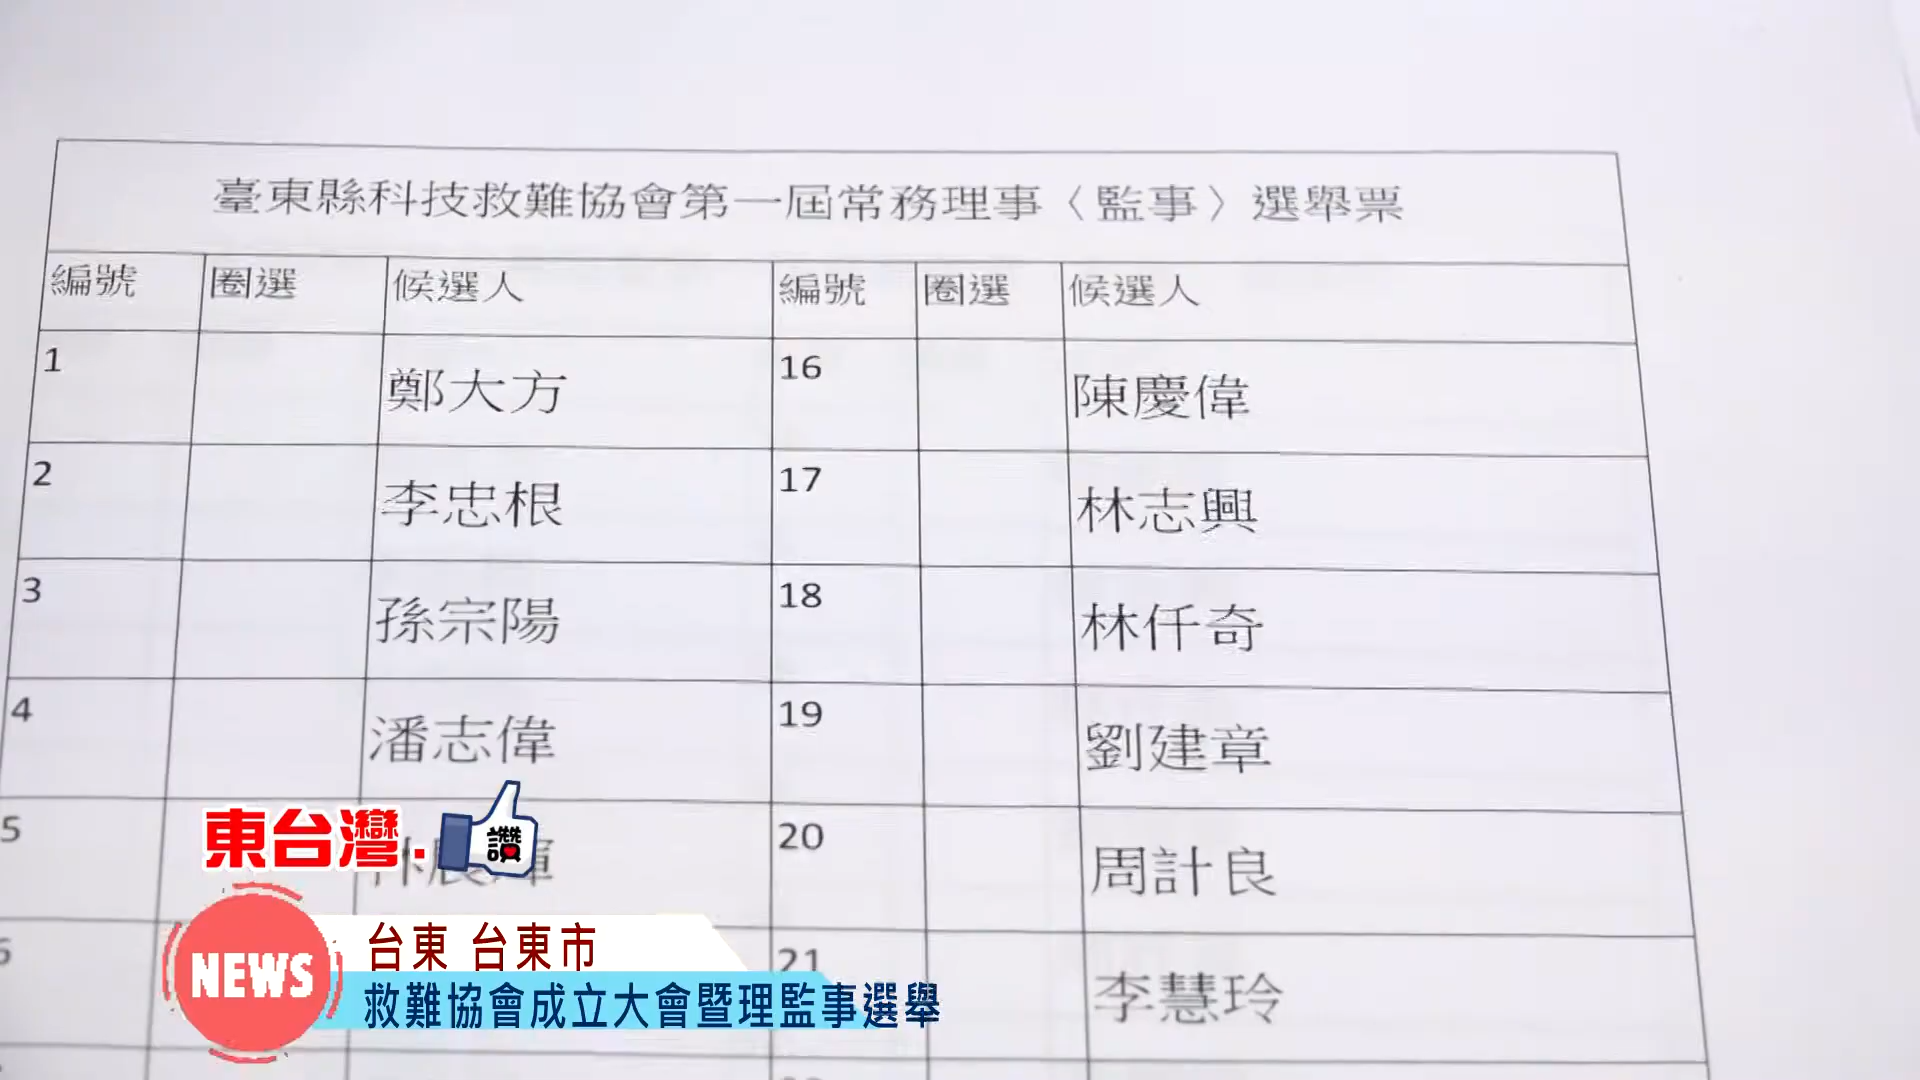 臺東縣科技救難協會第一屆常務理事〈監事〉選舉票
編號 圈選 候選人 編號 圈選 候選人
1 鄭大方 16 陳慶偉
2 李忠根 17 林志興
3 孫宗陽 18 林仟奇
4 潘志偉 19 劉建章
5 20 周計良
21 李慧玲
東台灣.讚
NEWS
台東 台東市
救難協會成立大會暨理監事選舉